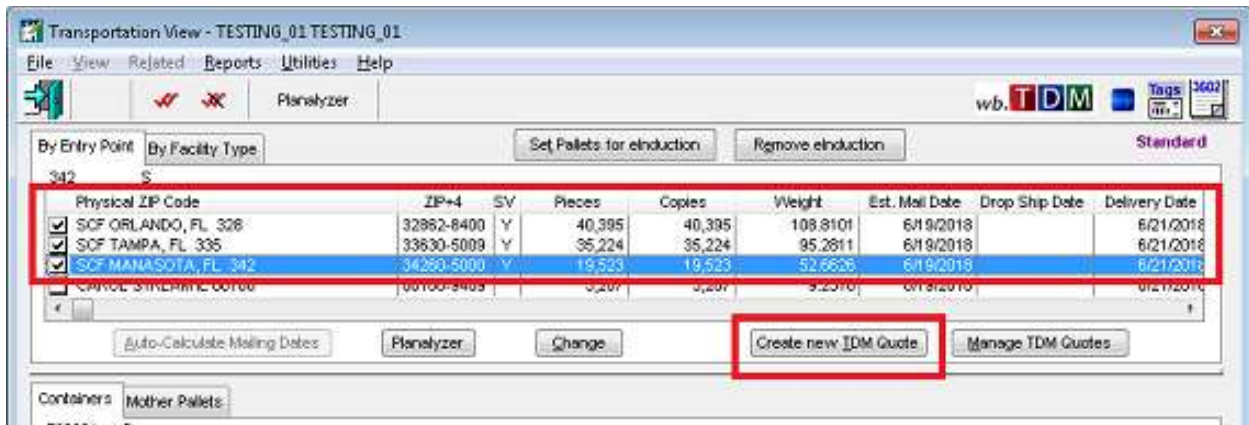 Transportation View - TESTING_01 TESTING_01
File View Related Reports Utilities Help
Planalyzer wb.TDM Tags 3602
By Entry Point By Facility Type Set Pallets for eInduction Remove eInduction Standard
342 S
Physical ZIP Code ZIP+4 SV Pieces Copies Weight Est. Mail Date Drop Ship Date Delivery Date
SCF ORLANDO, FL 328 32862-8400 Y 40,395 40,395 108.8101 6/19/2018 6/21/2018
SCF TAMPA, FL 335 33630-5009 Y 35,224 35,224 95.2811 6/19/2018 6/21/2018
SCF MANASOTA, FL 342 34260-5000 Y 19,523 19,523 52.6626 6/19/2018 6/21/2018
CAROL STREAM IL 60188
Auto-Calculate Mailing Dates Planalyzer Change Create new TDM Quote Manage TDM Quotes
Containers Mother Pallets